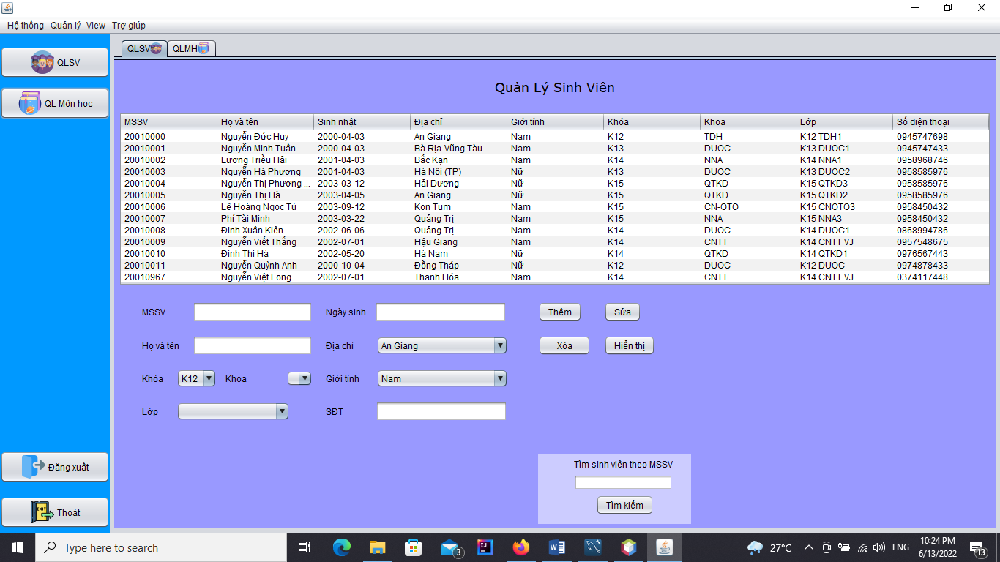 Hệ thống Quản lý View Trợ giúp
QLSV QLMH
QLSV
QL Môn học
Quản Lý Sinh Viên
MSSV Họ và tên Sinh nhật Địa chỉ Giới tính Khóa Khoa Lớp Số điện thoại
20010000 Nguyễn Đức Huy 2000-04-03 An Giang Nam K12 TDH K12 TDH1 0945747698
20010001 Nguyễn Minh Tuấn 2000-04-03 Bà Rịa-Vũng Tàu Nam K13 DUOC K13 DUOC1 0945747433
20010002 Lương Triều Hải 2001-04-03 Bắc Kạn Nam K14 NNA K14 NNA1 0958968746
20010003 Nguyễn Hà Phương 2001-04-03 Hà Nội (TP) Nữ K13 DUOC K13 DUOC2 0958585976
20010004 Nguyễn Thị Phương ... 2003-03-12 Hải Dương Nữ K15 QTKD K15 QTKD3 0958585976
20010005 Nguyễn Thị Hà 2003-04-05 An Giang Nữ K15 QTKD K15 QTKD2 0958585976
20010006 Lê Hoàng Ngọc Tú 2003-09-12 Kon Tum Nam K15 CN-OTO K15 CNOTO3 0958450432
20010007 Phí Tài Minh 2003-03-22 Quảng Trị Nam K15 NNA K15 NNA3 0958450432
20010008 Đinh Xuân Kiên 2002-06-06 Quảng Trị Nam K14 DUOC K14 DUOC1 0868994786
20010009 Nguyễn Viết Thắng 2002-07-01 Hậu Giang Nam K14 CNTT K14 CNTT VJ 0957548675
20010010 Đinh Thị Hà 2002-05-20 Hà Nam Nữ K14 QTKD K14 QTKD1 0976567443
20010011 Nguyễn Quỳnh Anh 2000-10-04 Đồng Tháp Nữ K12 DUOC K12 DUOC 0974878433
20010967 Nguyễn Việt Long 2002-07-01 Thanh Hóa Nam K14 CNTT K14 CNTT VJ 0374117448
MSSV Ngày sinh Thêm Sửa
Họ và tên Địa chỉ An Giang Xóa Hiển thị
Khóa K12 Khoa Giới tính Nam
Lớp SĐT
Tìm sinh viên theo MSSV
Tìm kiếm
Đăng xuất
EXIT Thoát
Type here to search 3 IJ W 27°C ENG 10:24 PM 13
6/13/2022